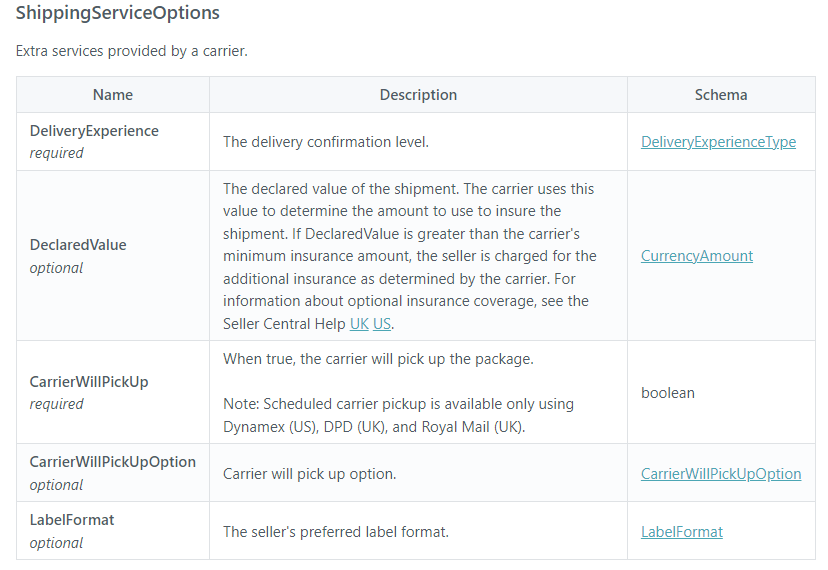 ShippingServiceOptions
Extra services provided by a carrier.
Name Description Schema
DeliveryExperience
required
The delivery confirmation level.
DeliveryExperienceType
DeclaredValue
optional
The declared value of the shipment. The carrier uses this
value to determine the amount to use to insure the
shipment. If DeclaredValue is greater than the carrier's
minimum insurance amount, the seller is charged for the
additional insurance as determined by the carrier. For
information about optional insurance coverage, see the
Seller Central Help UK US.
CurrencyAmount
CarrierWillPickUp
required
When true, the carrier will pick up the package.
Note: Scheduled carrier pickup is available only using
Dynamex (US), DPD (UK), and Royal Mail (UK).
boolean
CarrierWillPickUpOption
optional
Carrier will pick up option.
CarrierWillPickUpOption
LabelFormat
optional
The seller's preferred label format.
LabelFormat